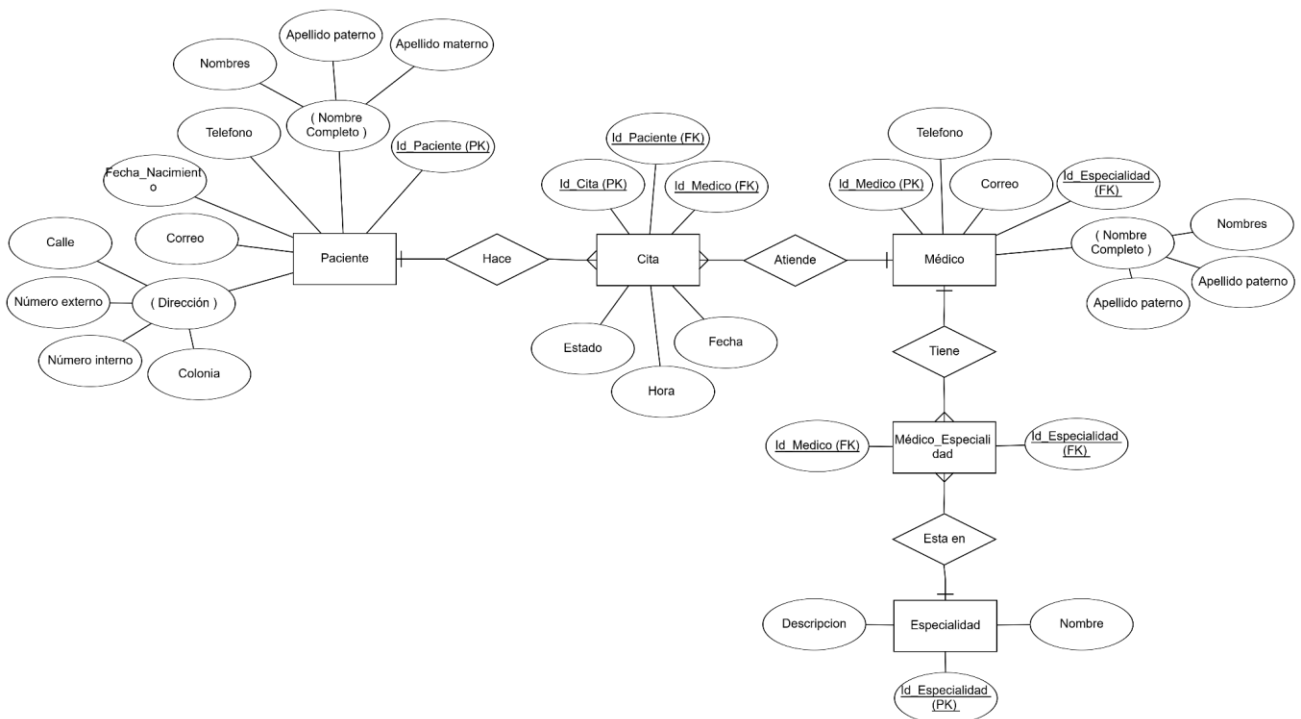 Apellido paterno
Apellido materno
Nombres
( Nombre
Completo )
Telefono
Id_Paciente (PK)
Fecha_Nacimient
o
Calle
Correo
Número externo
( Dirección )
Número interno
Colonia
Paciente
Hace
Id_Paciente (FK)
Id_Cita (PK)
Id_Medico (FK)
Cita
Estado
Hora
Fecha
Atiende
Telefono
Id_Medico (PK)
Correo
Id_Especialidad
(FK)
Médico
( Nombre
Completo )
Nombres
Apellido paterno
Apellido paterno
Tiene
Id_Medico (FK)
Médico_Especiali
dad
Id_Especialidad
(FK)
Esta en
Descripcion
Especialidad
Nombre
Id_Especialidad
(PK)